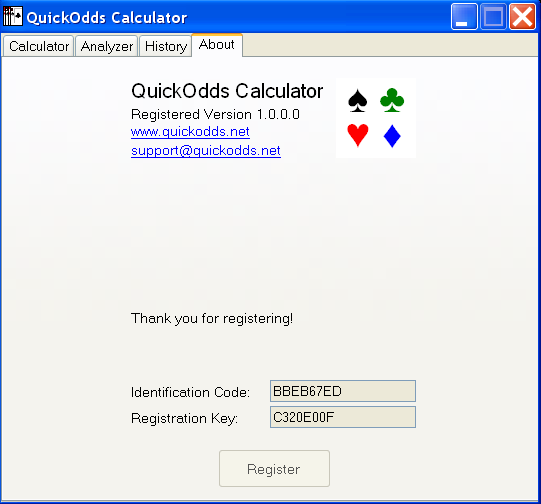 QuickOdds Calculator
Calculator Analyzer History About
QuickOdds Calculator
Registered Version 1.0.0.0
www.quickodds.net
support@quickodds.net
Thank you for registering!
Identification Code: BBEB67ED
Registration Key: C320E00F
Register